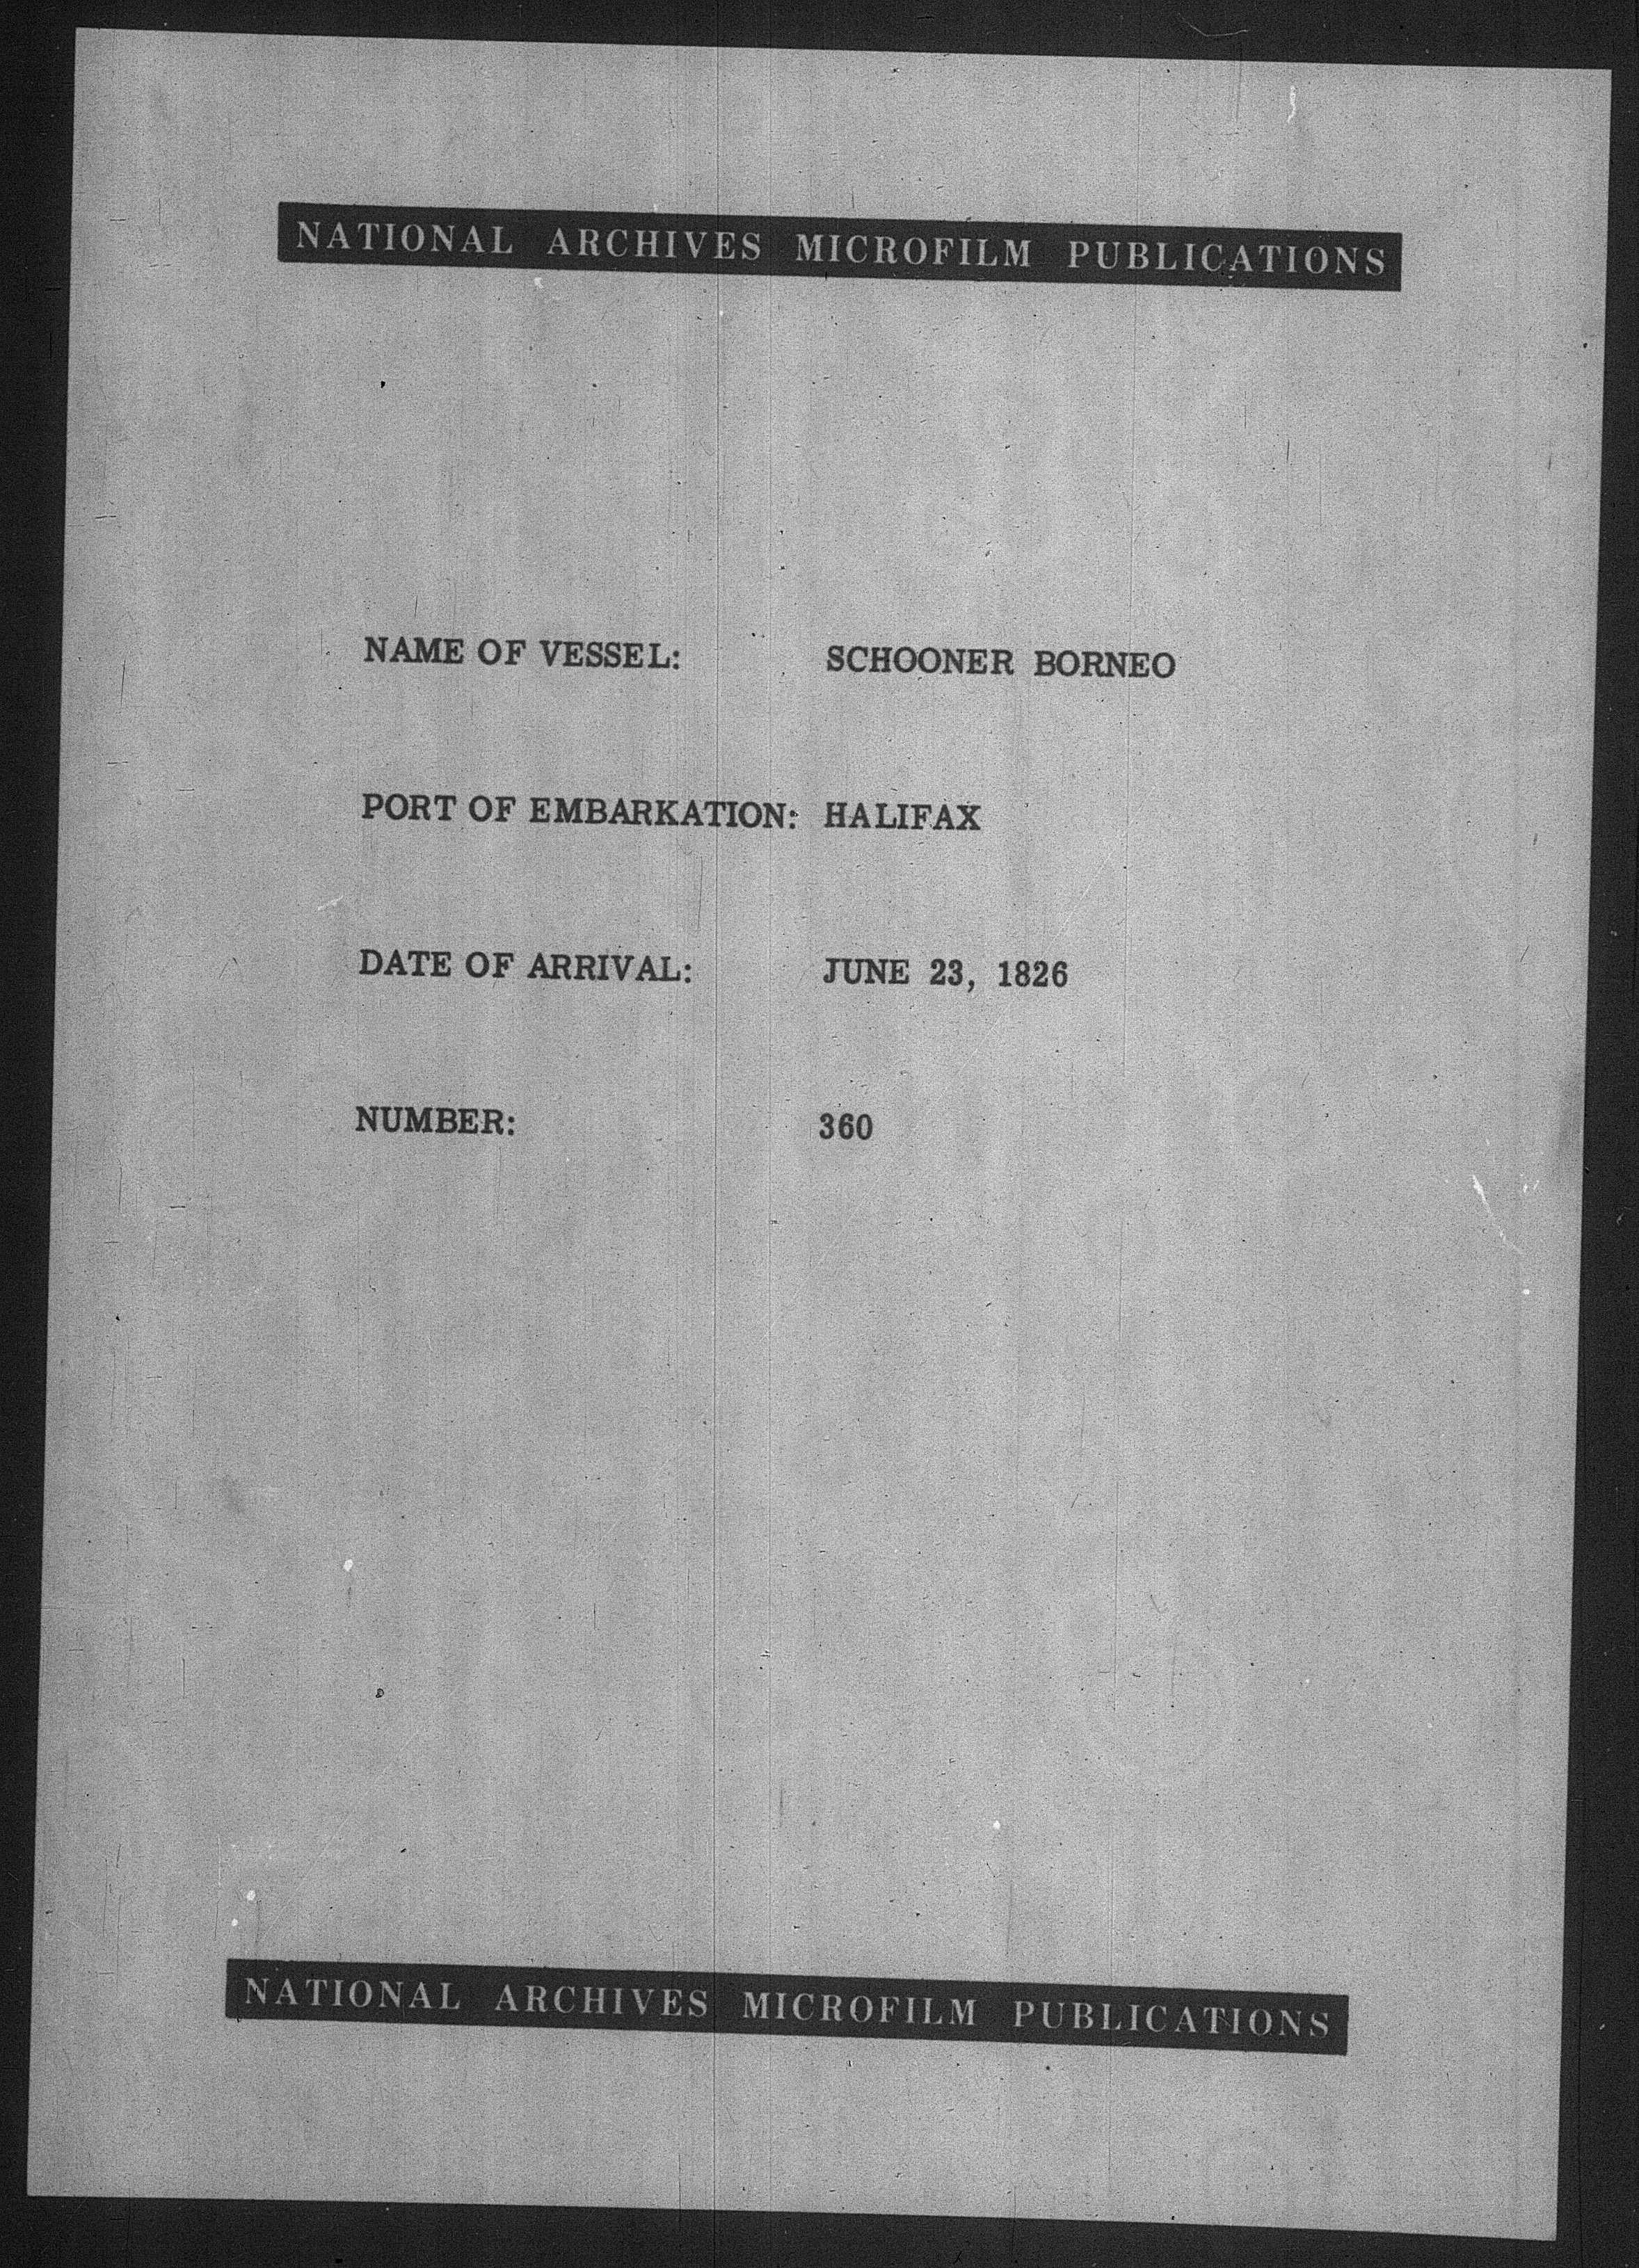 NATIONAL ARCHIVES MICROFILM PUBLICATIONS
NAME OF VESSEL: SCHOONER BORNEO
PORT OF EMBARKATION: HALIFAX
DATE OF ARRIVAL: JUNE 23, 1826
NUMBER: 360
NATIONAL ARCHIVES MICROFILM PUBLICATIONS